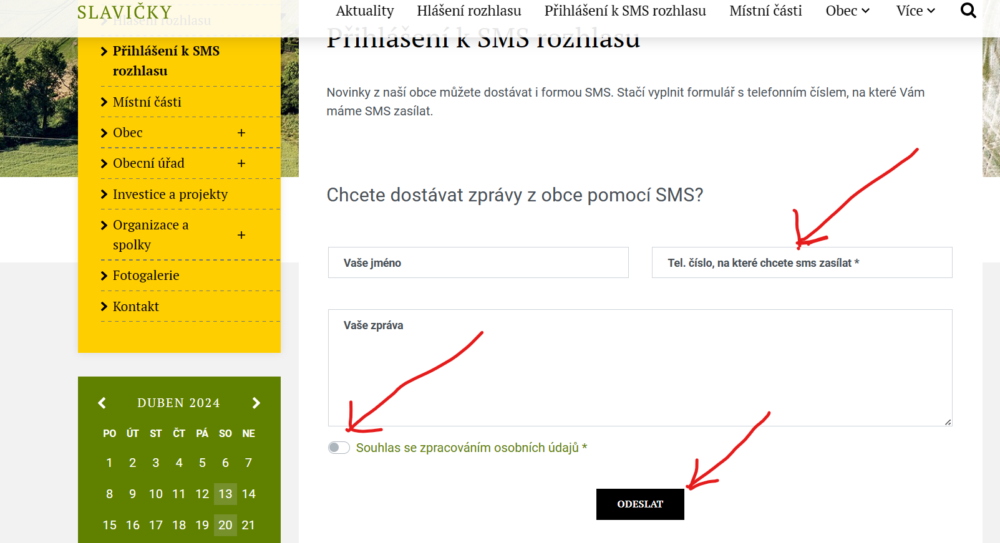 SLAVIČKY
Aktuality
Hlášení rozhlasu
Přihlášení k SMS rozhlasu
Místní části
Obec
Více
Hlášení rozhlasu
Přihlášení k SMS
rozhlasu
Místní části
Obec +
Obecní úřad +
Investice a projekty
Organizace a
spolky +
Fotogalerie
Kontakt
DUBEN 2024
PO ÚT ST ČT PÁ SO NE
1 2 3 4 5 6 7
8 9 10 11 12 13 14
15 16 17 18 19 20 21
Přihlášení k SMS rozhlasu
Novinky z naší obce můžete dostávat i formou SMS. Stačí vyplnit formulář s telefonním číslem, na které Vám
máme SMS zasílat.
Chcete dostávat zprávy z obce pomocí SMS?
Vaše jméno
Tel. číslo, na které chcete sms zasílat *
Vaše zpráva
Souhlas se zpracováním osobních údajů *
ODESLAT